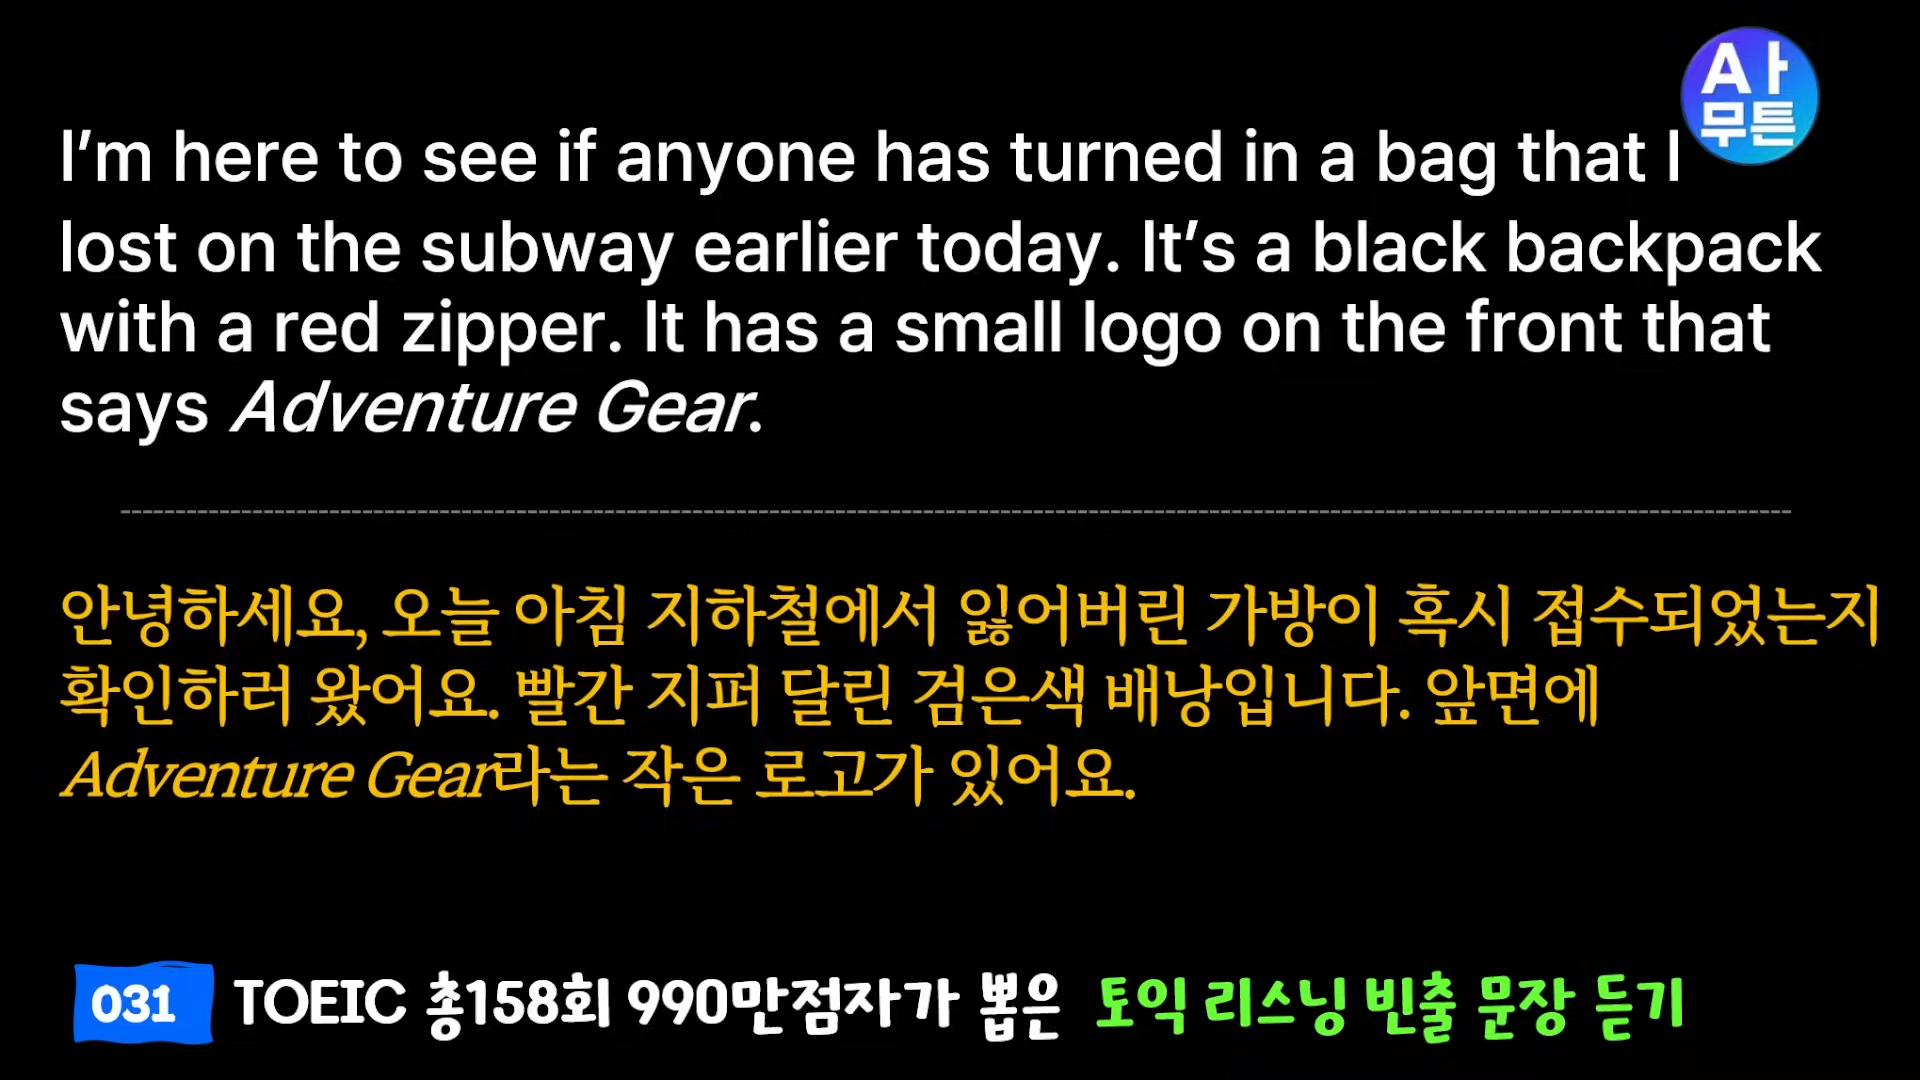 사
무튼
I’m here to see if anyone has turned in a bag that I
lost on the subway earlier today. It’s a black backpack
with a red zipper. It has a small logo on the front that
says Adventure Gear.
안녕하세요, 오늘 아침 지하철에서 잃어버린 가방이 혹시 접수되었는지
확인하러 왔어요. 빨간 지퍼 달린 검은색 배낭입니다. 앞면에
Adventure Gear라는 작은 로고가 있어요.
031 TOEIC 총158회 990만점자가 뽑은 토익 리스닝 빈출 문장 듣기